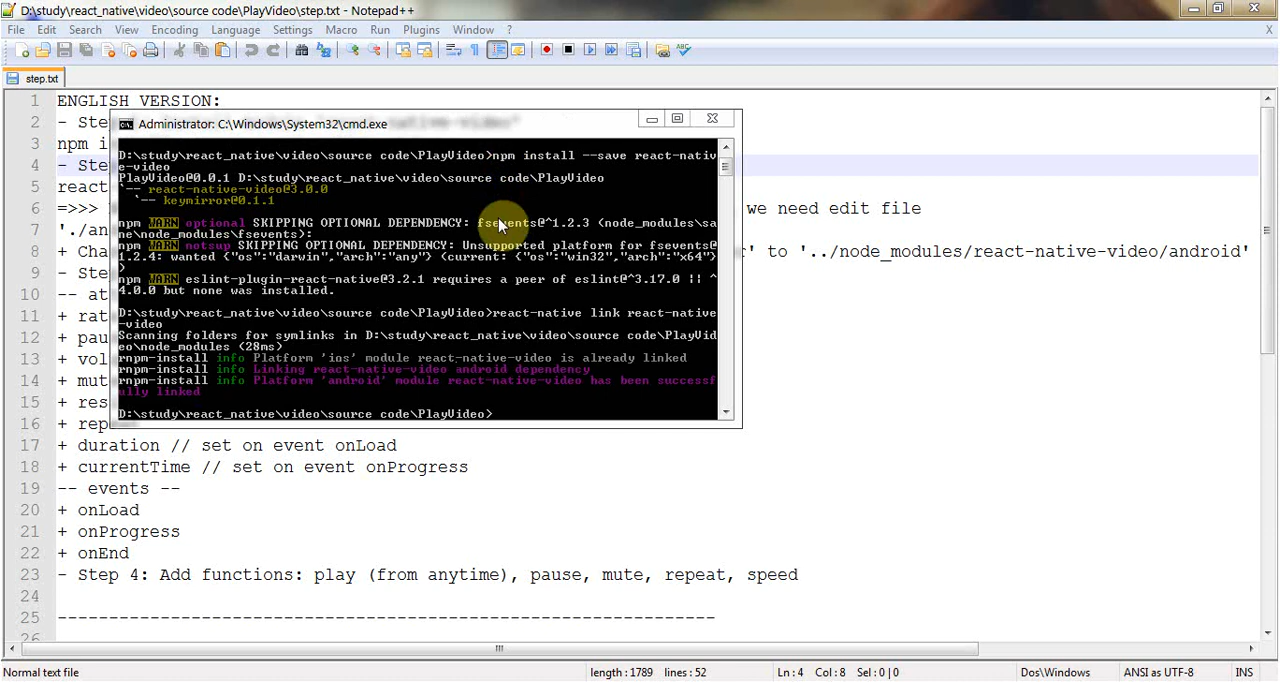 D:\study\react_native\video\source code\PlayVideo\step.txt - Notepad++
File Edit Search View Encoding Language Settings Macro Run Plugins Window ? X
step.txt
1 ENGLISH VERSION:
2 - Ste
3 npm i
4 - Ste
5 react
6 =>>> we need edit file
7 './an
8 + Cha r' to '../node_modules/react-native-video/android'
9 - Ste
10 -- at
11 + rat
12 + pau
13 + vol
14 + mut
15 + res
16 + repeat
17 + duration // set on event onLoad
18 + currentTime // set on event onProgress
19 -- events --
20 + onLoad
21 + onProgress
22 + onEnd
23 - Step 4: Add functions: play (from anytime), pause, mute, repeat, speed
24
25 ---------------------------------------------------------------
26
Administrator: C:\Windows\System32\cmd.exe
D:\study\react_native\video\source code\PlayVideo>npm install --save react-nativ
e-video
PlayVideo@0.0.1 D:\study\react_native\video\source code\PlayVideo
`-- react-native-video@3.0.0
`-- keymirror@0.1.1
npm WARN optional SKIPPING OPTIONAL DEPENDENCY: fsevents@^1.2.3 (node_modules\sa
ne\node_modules\fsevents):
npm WARN notsup SKIPPING OPTIONAL DEPENDENCY: Unsupported platform for fsevents@
1.2.4: wanted {"os":"darwin","arch":"any"} (current: {"os":"win32","arch":"x64"}
)
npm WARN eslint-plugin-react-native@3.2.1 requires a peer of eslint@^3.17.0 || ^
4.0.0 but none was installed.
D:\study\react_native\video\source code\PlayVideo>react-native link react-native
-video
Scanning folders for symlinks in D:\study\react_native\video\source code\PlayVid
eo\node_modules (28ms)
rnpm-install info Platform 'ios' module react-native-video is already linked
rnpm-install info Linking react-native-video android dependency
rnpm-install info Platform 'android' module react-native-video has been successf
ully linked
D:\study\react_native\video\source code\PlayVideo>
Normal text file length : 1789 lines : 52 Ln : 4 Col : 8 Sel : 0 | 0 Dos\Windows ANSI as UTF-8 INS